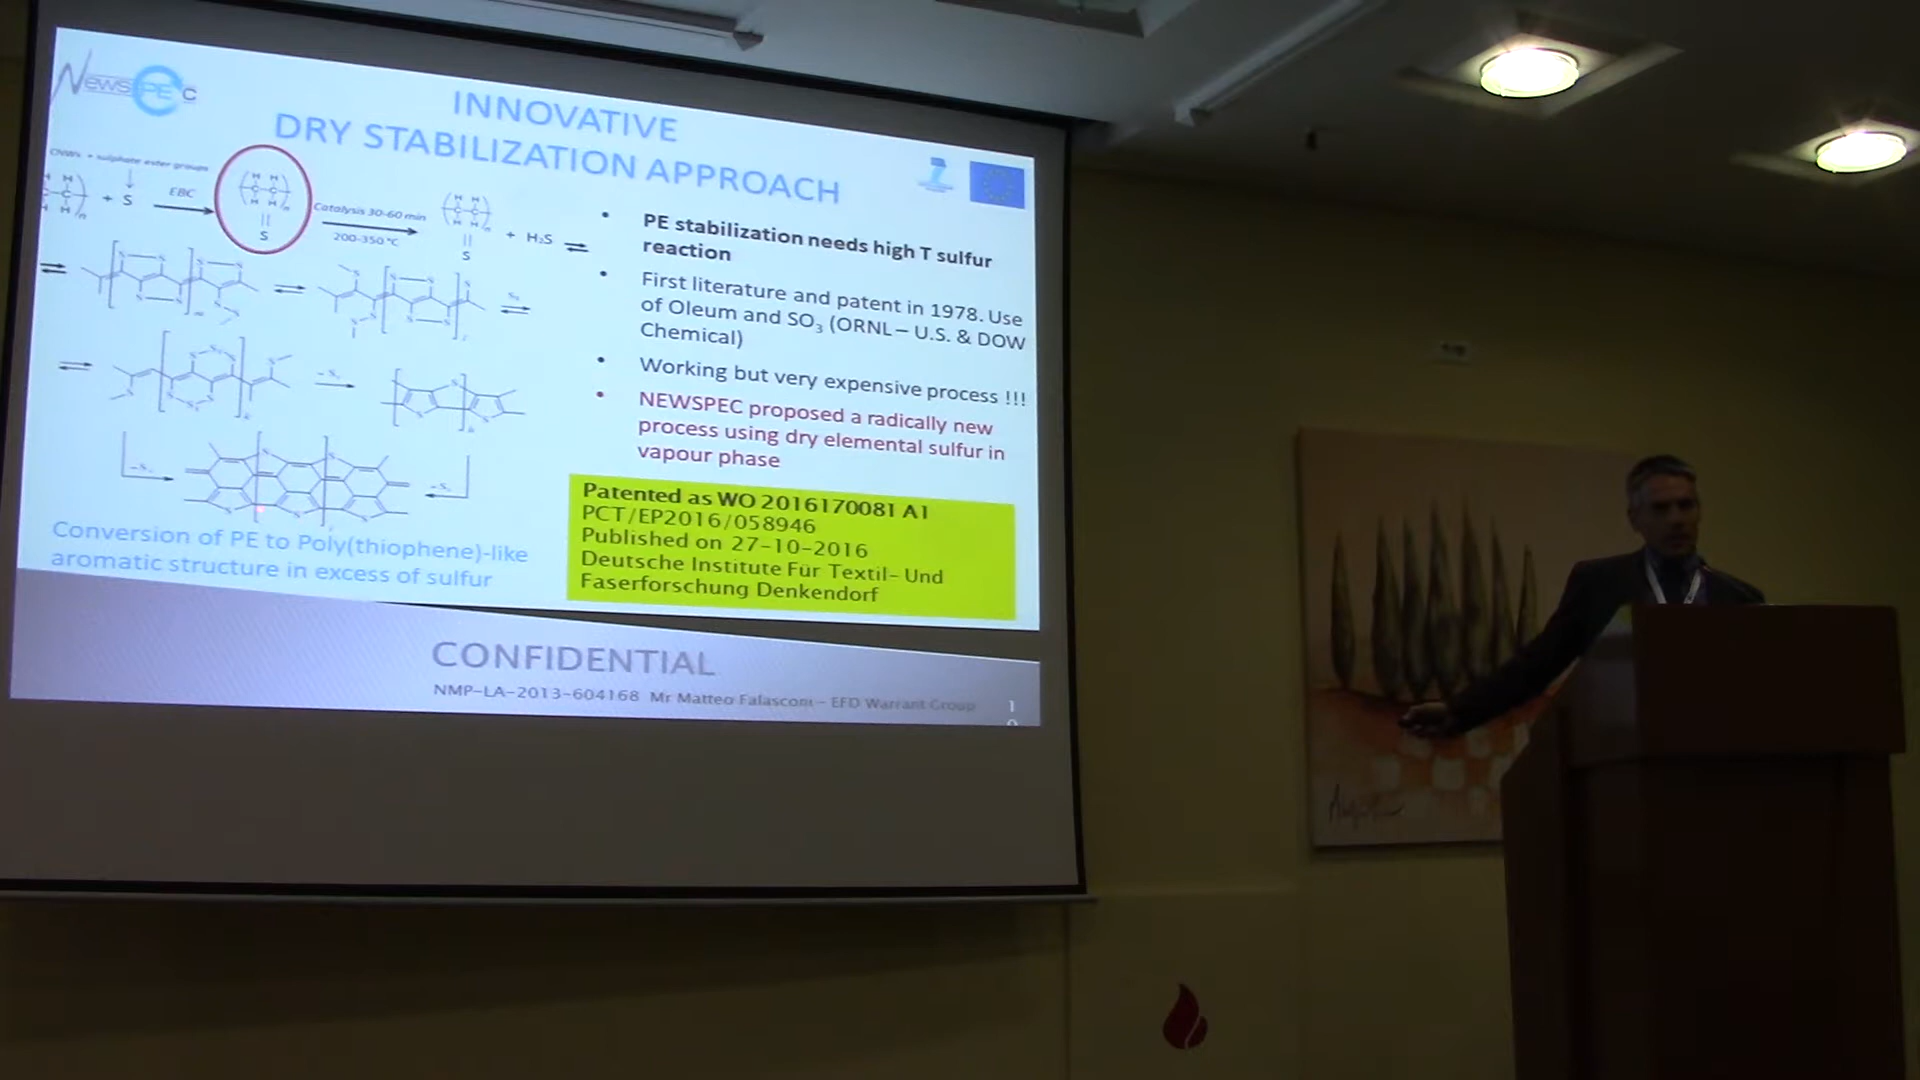 NEWSPEC
INNOVATIVE
DRY STABILIZATION APPROACH
+ sulphate ester groups
+ S
EBC
S
Catalysis 30-60 min
200-350 °C
S
+ H₂S
• PE stabilization needs high T sulfur
reaction
• First literature and patent in 1978. Use
of Oleum and SO₃ (ORNL – U.S. & DOW
Chemical)
• Working but very expensive process !!!
• NEWSPEC proposed a radically new
process using dry elemental sulfur in
vapour phase
Patented as WO 2016170081 A1
PCT/EP2016/058946
Published on 27-10-2016
Deutsche Institute Für Textil- Und
Faserforschung Denkendorf
Conversion of PE to Poly(thiophene)-like
aromatic structure in excess of sulfur
CONFIDENTIAL
NMP-LA-2013-604168 Mr Matteo Falasconi - EFD Warrant Group